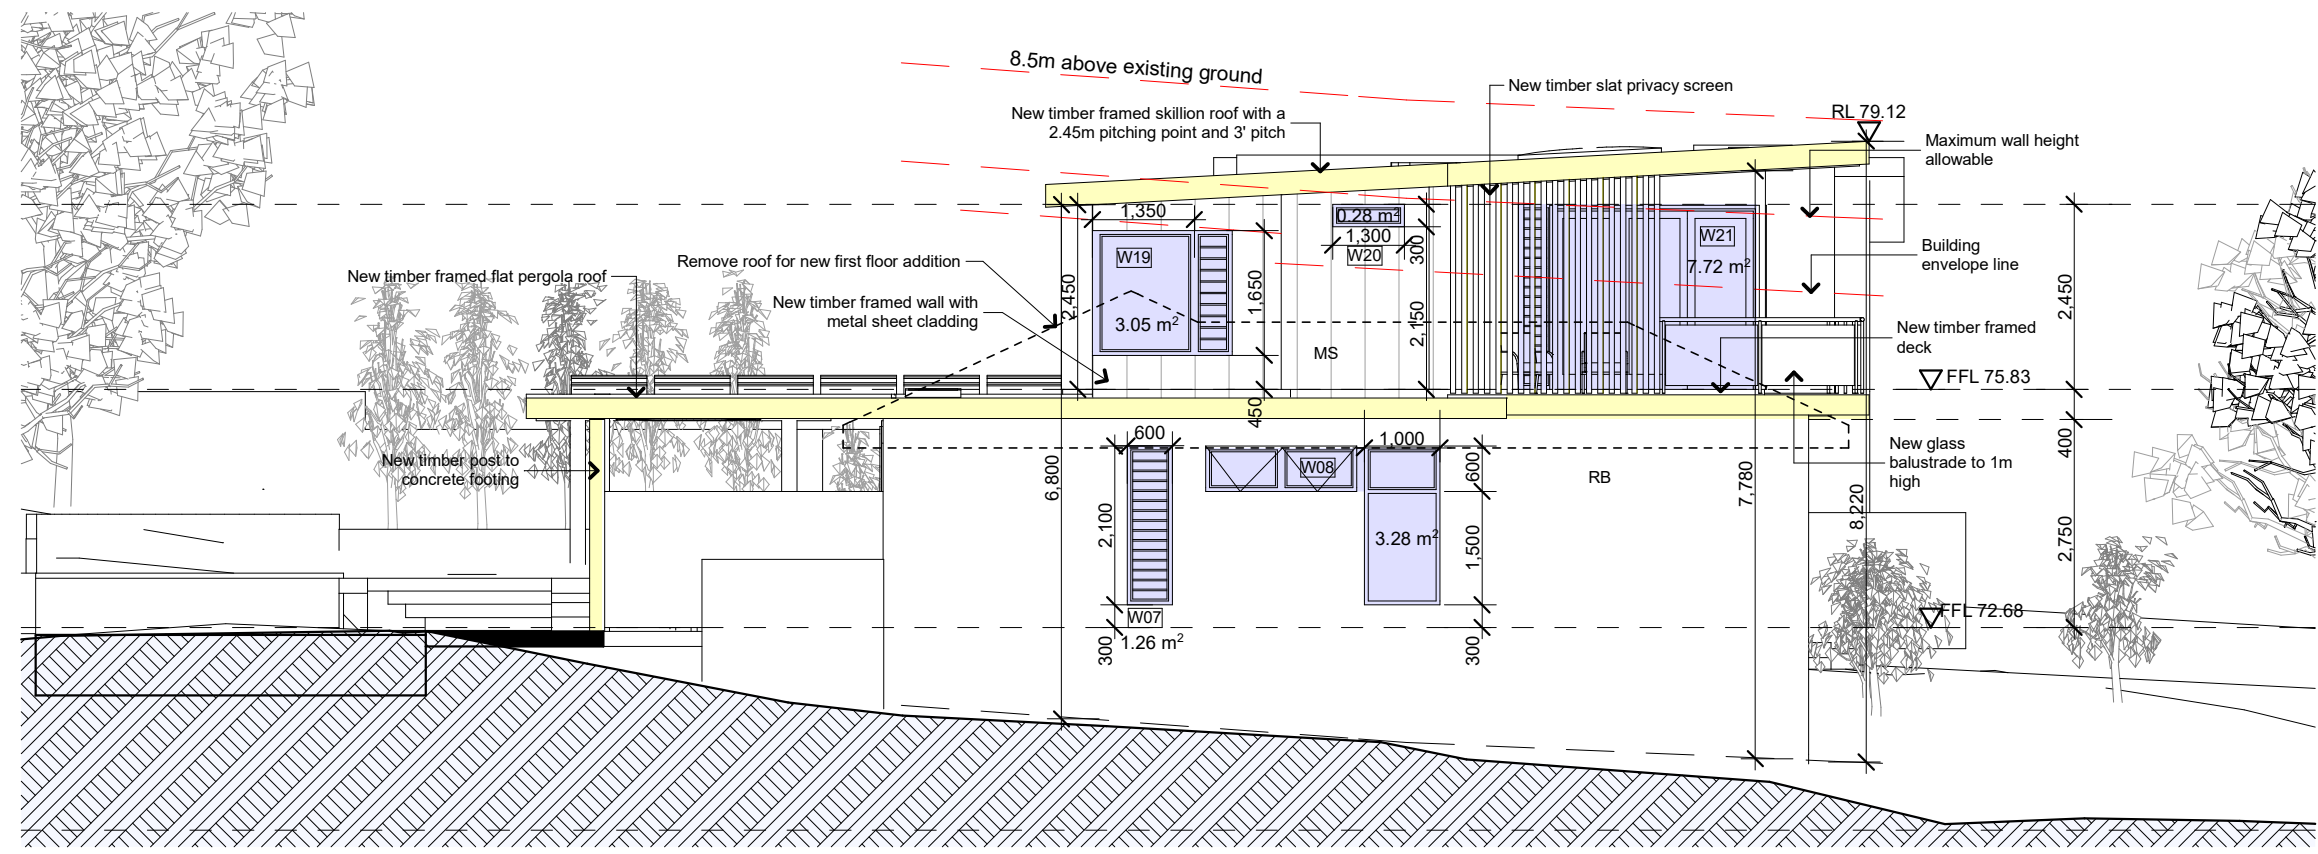 8.5m above existing ground
New timber slat privacy screen
RL 79.12
New timber framed skillion roof with a
2.45m pitching point and 3' pitch
Maximum wall height
allowable
1,350
0.28 m²
1,300
W20
300
W19
3.05 m²
W21
7.72 m²
Building
envelope line
Remove roof for new first floor addition
New timber framed flat pergola roof
New timber framed wall with
metal sheet cladding
2,450
1,650
2,150
2,450
MS
New timber framed
deck
FFL 75.83
450
600
1,000
W08
600
RB
New glass
balustrade to 1m
high
400
New timber post to
concrete footing
6,800
7,780
8,220
2,100
3.28 m²
1,500
2,750
W07
1.26 m²
300
300
FFL 72.68